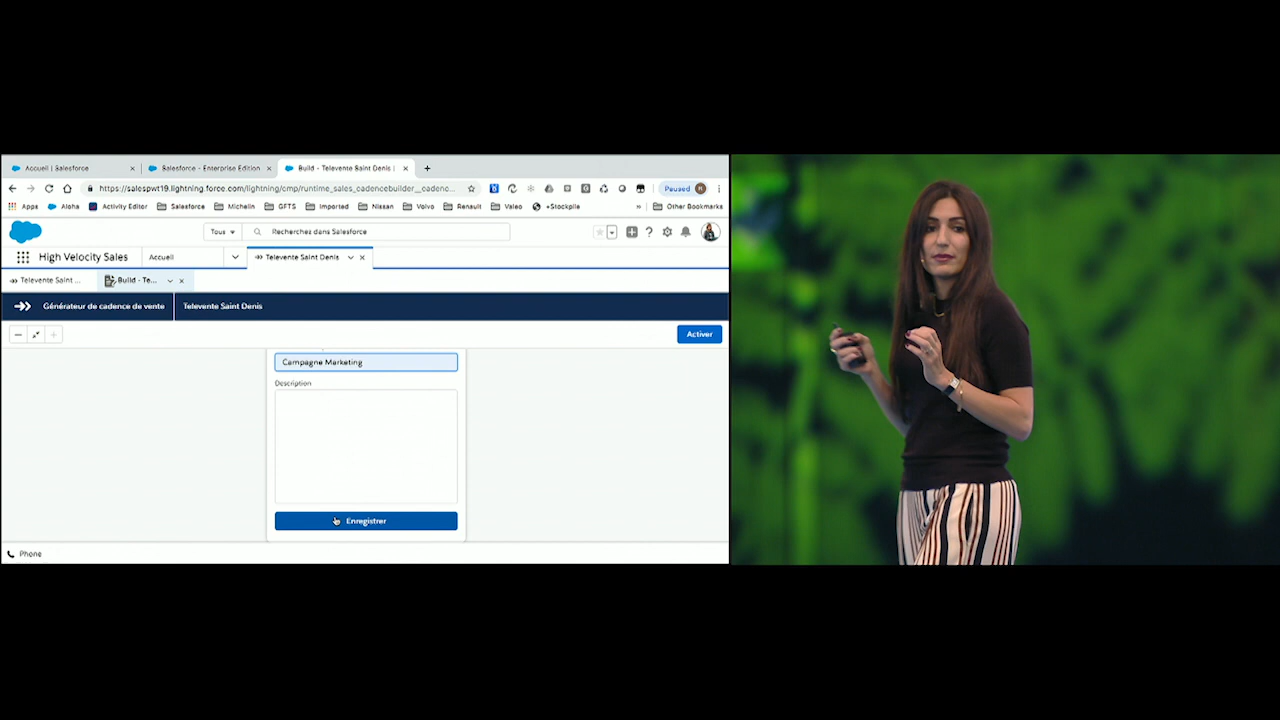 Accueil | Salesforce
Salesforce - Enterprise Edition
Build - Televente Saint Denis |
https://salespwt19.lightning.force.com/lightning/cmp/runtime_sales_cadencebuilder__cadenc...
Paused R
Apps Aloha Activity Editor Salesforce Michelin GFTS Imported Nissan Volvo Renault Valeo +Stockpile » Other Bookmarks
Tous Recherchez dans Salesforce
High Velocity Sales Accueil Televente Saint Denis
Televente Saint ... Build - Te...
Générateur de cadence de vente Televente Saint Denis
Activer
Campagne Marketing
Description
Enregistrer
Phone